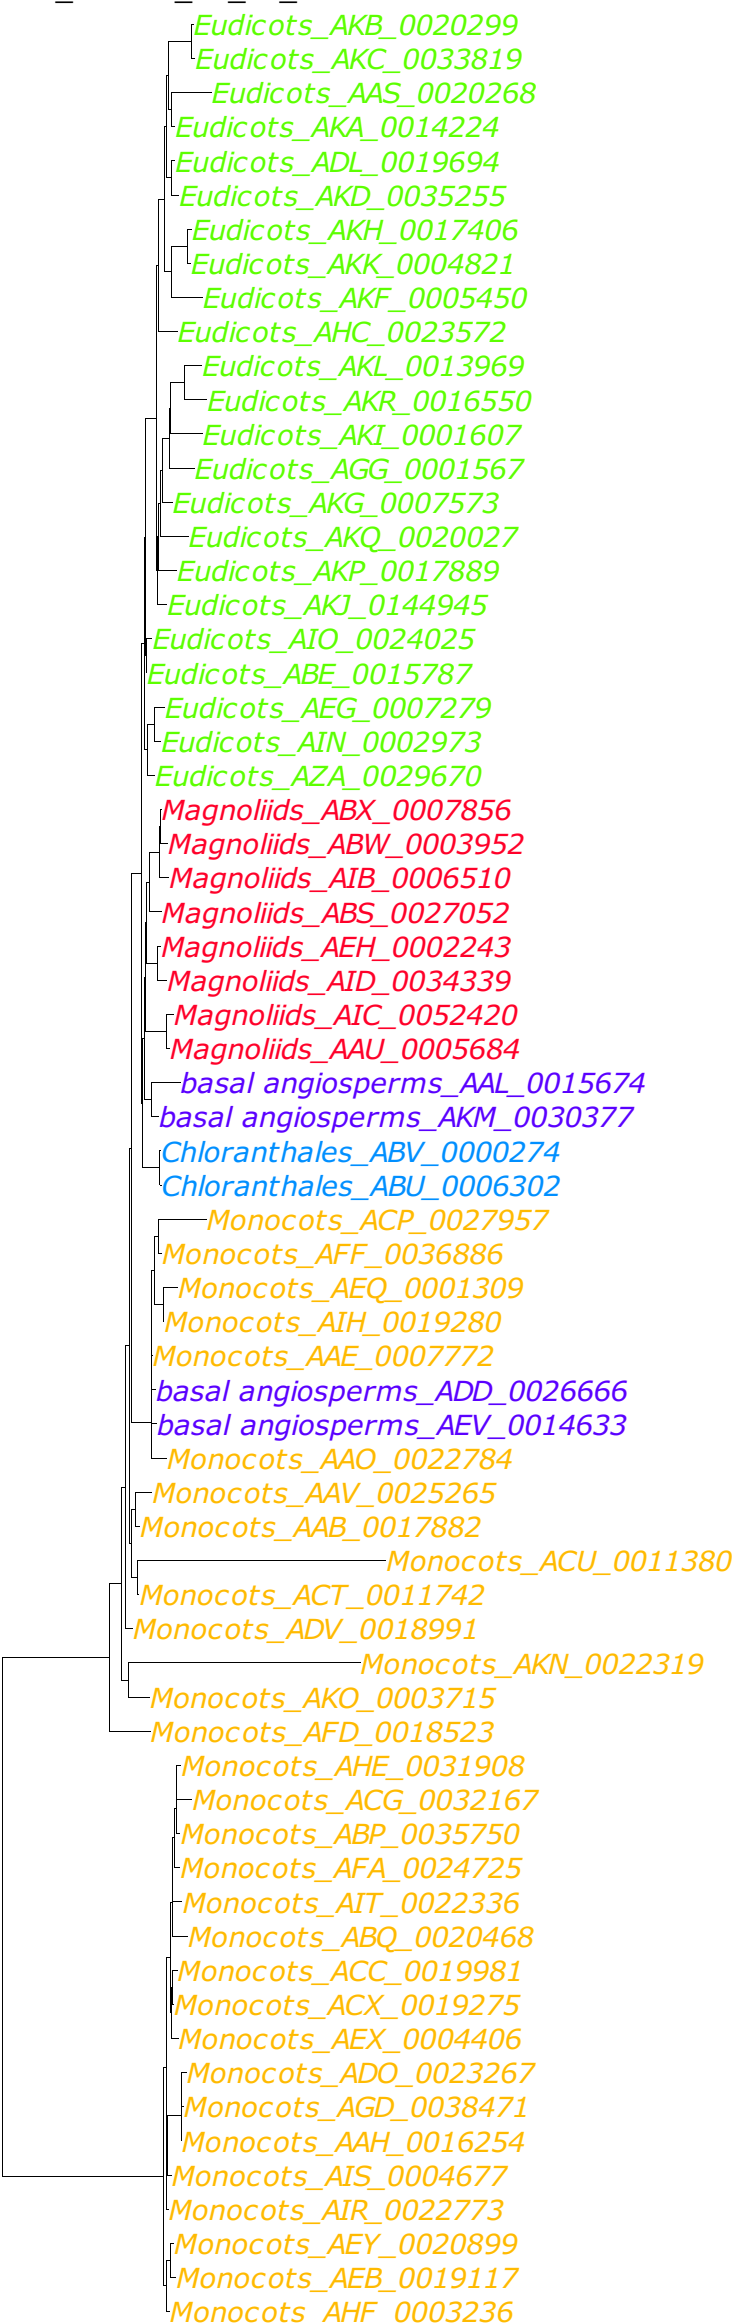 Eudicots_AKB_0020299
Eudicots_AKC_0033819
Eudicots_AAS_0020268
Eudicots_AKA_0014224
Eudicots_ADL_0019694
Eudicots_AKD_0035255
Eudicots_AKH_0017406
Eudicots_AKK_0004821
Eudicots_AKF_0005450
Eudicots_AHC_0023572
Eudicots_AKL_0013969
Eudicots_AKR_0016550
Eudicots_AKI_0001607
Eudicots_AGG_0001567
Eudicots_AKG_0007573
Eudicots_AKQ_0020027
Eudicots_AKP_0017889
Eudicots_AKJ_0144945
Eudicots_AIO_0024025
Eudicots_ABE_0015787
Eudicots_AEG_0007279
Eudicots_AIN_0002973
Eudicots_AZA_0029670
Magnoliids_ABX_0007856
Magnoliids_ABW_0003952
Magnoliids_AIB_0006510
Magnoliids_ABS_0027052
Magnoliids_AEH_0002243
Magnoliids_AID_0034339
Magnoliids_AIC_0052420
Magnoliids_AAU_0005684
basal angiosperms_AAL_0015674
basal angiosperms_AKM_0030377
Chloranthales_ABV_0000274
Chloranthales_ABU_0006302
Monocots_ACP_0027957
Monocots_AFF_0036886
Monocots_AEQ_0001309
Monocots_AIH_0019280
Monocots_AAE_0007772
basal angiosperms_ADD_0026666
basal angiosperms_AEV_0014633
Monocots_AAO_0022784
Monocots_AAV_0025265
Monocots_AAB_0017882
Monocots_ACU_0011380
Monocots_ACT_0011742
Monocots_ADV_0018991
Monocots_AKN_0022319
Monocots_AKO_0003715
Monocots_AFD_0018523
Monocots_AHE_0031908
Monocots_ACG_0032167
Monocots_ABP_0035750
Monocots_AFA_0024725
Monocots_AIT_0022336
Monocots_ABQ_0020468
Monocots_ACC_0019981
Monocots_ACX_0019275
Monocots_AEX_0004406
Monocots_ADO_0023267
Monocots_AGD_0038471
Monocots_AAH_0016254
Monocots_AIS_0004677
Monocots_AIR_0022773
Monocots_AEY_0020899
Monocots_AEB_0019117
Monocots_AHF_0003236